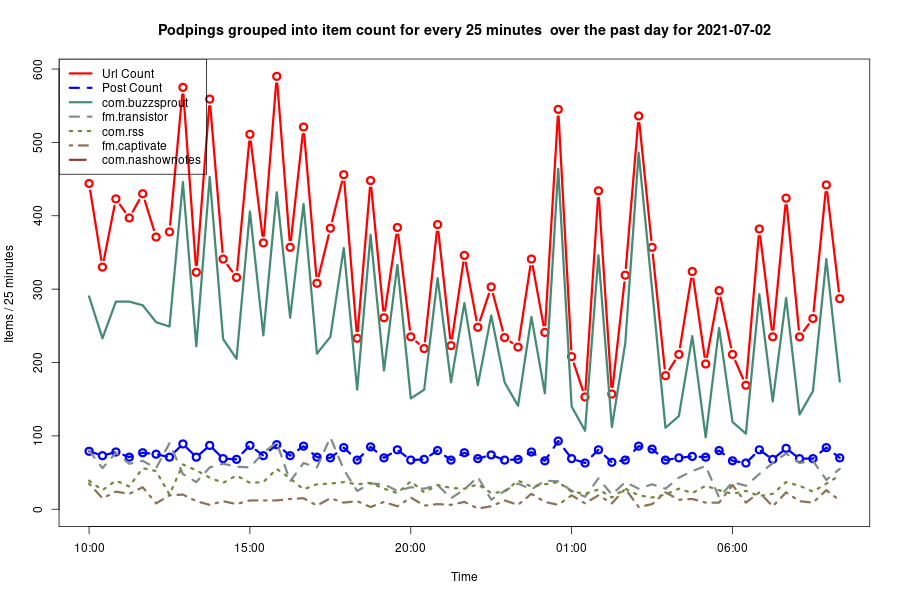 Podpings grouped into item count for every 25 minutes  over the past day for 2021-07-02
Url Count
Post Count
com.buzzsprout
fm.transistor
com.rss
fm.captivate
com.nashownotes
600
500
400
300
200
100
0
Items / 25 minutes
10:00 15:00 20:00 01:00 06:00
Time